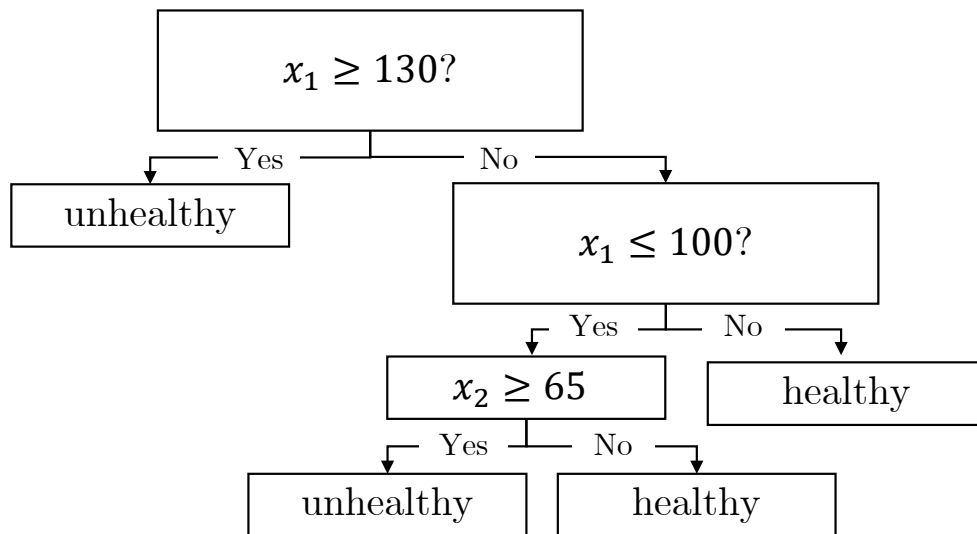 x₁ ≥ 130?
Yes
No
unhealthy
x₁ ≤ 100?
Yes
No
x₂ ≥ 65
healthy
Yes
No
unhealthy
healthy